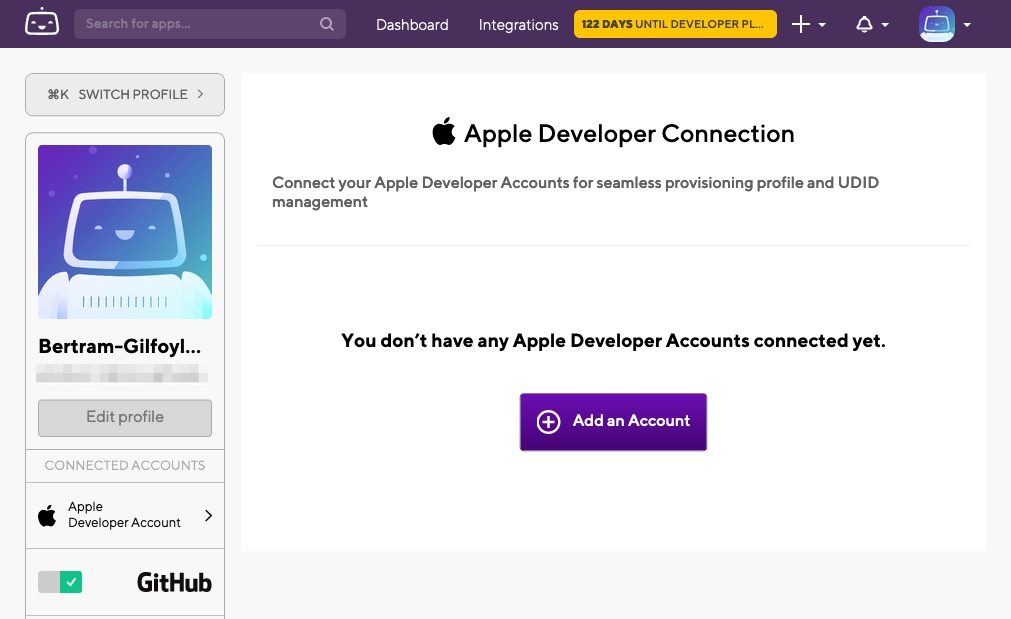 Search for apps...
Dashboard
Integrations
122 DAYS UNTIL DEVELOPER PL...
⌘K SWITCH PROFILE
Bertram-Gilfoyl...
Edit profile
CONNECTED ACCOUNTS
Apple
Developer Account
GitHub
Apple Developer Connection
Connect your Apple Developer Accounts for seamless provisioning profile and UDID
management
You don't have any Apple Developer Accounts connected yet.
Add an Account